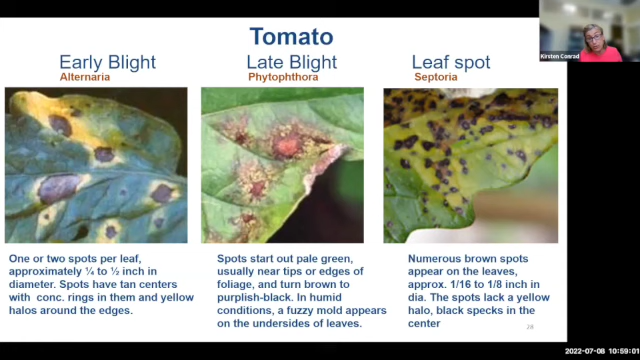 Tomato
Early Blight
Alternaria
Late Blight
Phytophthora
Leaf spot
Septoria
One or two spots per leaf,
approximately ¼ to ½ inch in
diameter. Spots have tan centers
with conc. rings in them and yellow
halos around the edges.
Spots start out pale green,
usually near tips or edges of
foliage, and turn brown to
purplish-black. In humid
conditions, a fuzzy mold appears
on the undersides of leaves.
Numerous brown spots
appear on the leaves,
approx. 1/16 to 1/8 inch in
dia. The spots lack a yellow
halo, black specks in the
center
28
Kirsten Conrad
2022-07-08 10:59:01